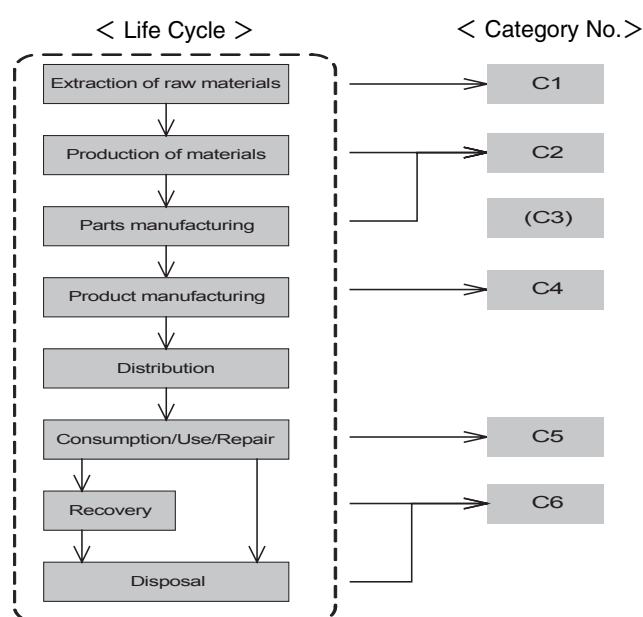 < Life Cycle >
< Category No.>
Extraction of raw materials
C1
Production of materials
C2
Parts manufacturing
(C3)
Product manufacturing
C4
Distribution
Consumption/Use/Repair
C5
Recovery
C6
Disposal